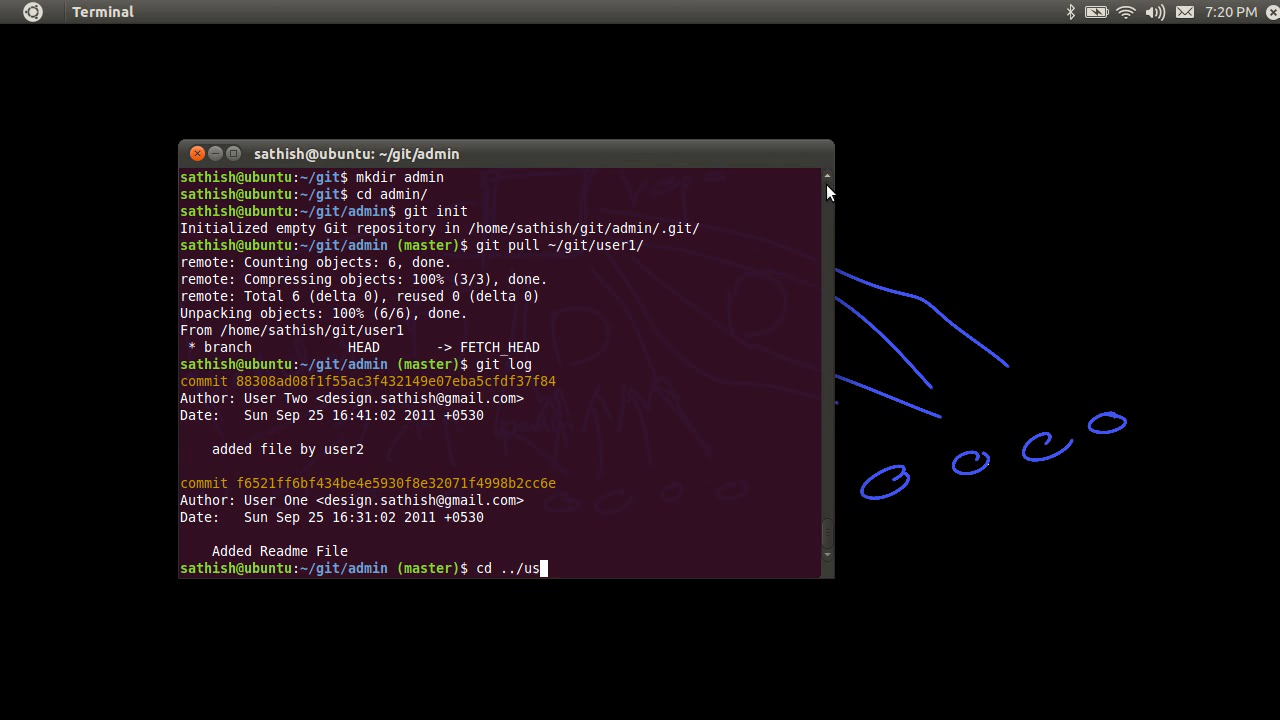 Terminal
7:20 PM
sathish@ubuntu: ~/git/admin
sathish@ubuntu:~/git$ mkdir admin
sathish@ubuntu:~/git$ cd admin/
sathish@ubuntu:~/git/admin$ git init
Initialized empty Git repository in /home/sathish/git/admin/.git/
sathish@ubuntu:~/git/admin (master)$ git pull ~/git/user1/
remote: Counting objects: 6, done.
remote: Compressing objects: 100% (3/3), done.
remote: Total 6 (delta 0), reused 0 (delta 0)
Unpacking objects: 100% (6/6), done.
From /home/sathish/git/user1
 * branch            HEAD       -> FETCH_HEAD
sathish@ubuntu:~/git/admin (master)$ git log
commit 88308ad08f1f55ac3f432149e07eba5cfdf37f84
Author: User Two <design.sathish@gmail.com>
Date:   Sun Sep 25 16:41:02 2011 +0530
    added file by user2
commit f6521ff6bf434be4e5930f8e32071f4998b2cc6e
Author: User One <design.sathish@gmail.com>
Date:   Sun Sep 25 16:31:02 2011 +0530
    Added Readme File
sathish@ubuntu:~/git/admin (master)$ cd ../us